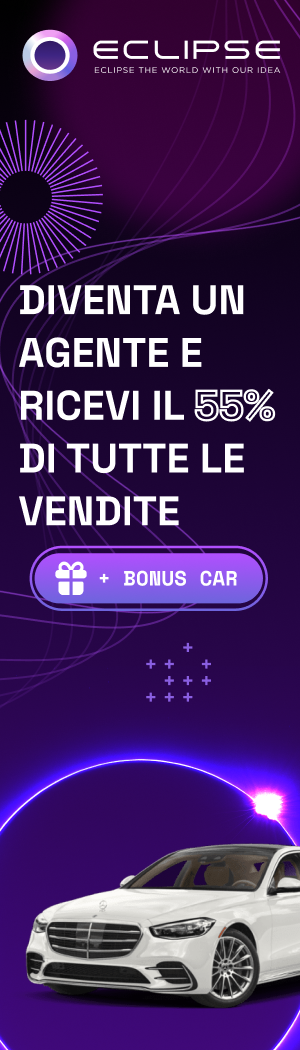 ECLIPSE
ECLIPSE THE WORLD WITH OUR IDEA
DIVENTA UN
AGENTE E
RICEVI IL 55%
DI TUTTE LE
VENDITE
+ BONUS CAR